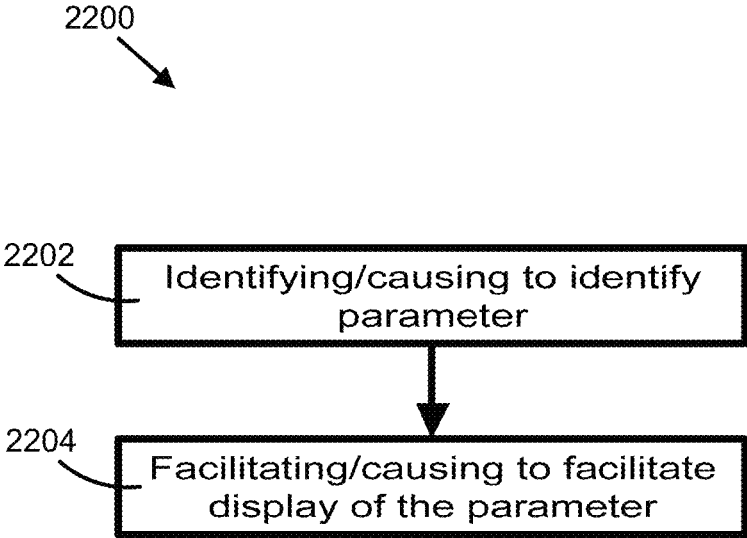 2200
2202
Identifying/causing to identify
parameter
2204
Facilitating/causing to facilitate
display of the parameter